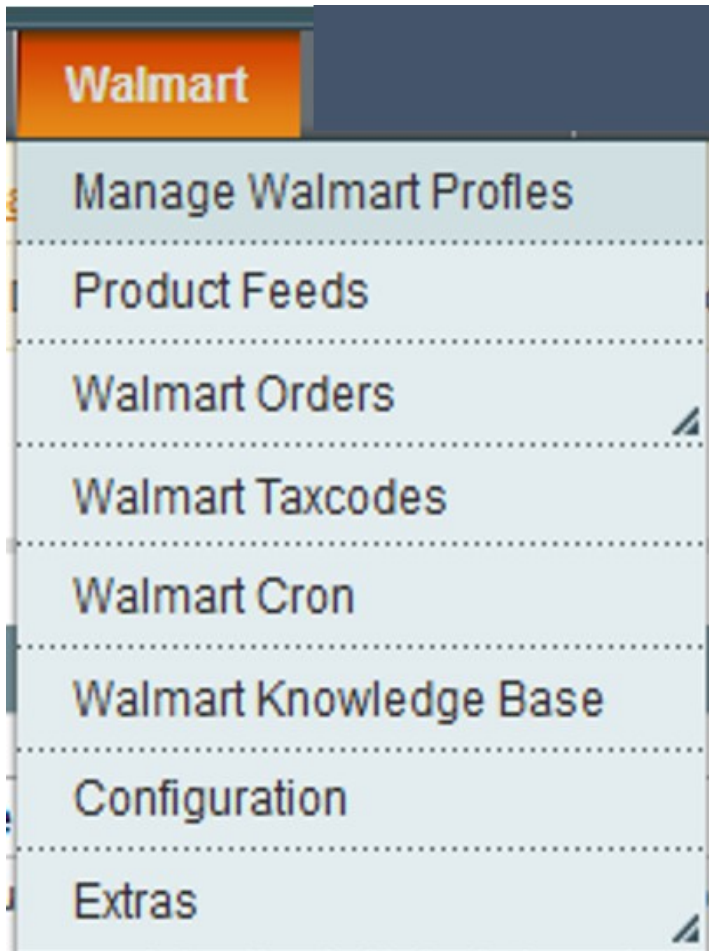 Walmart
Manage Walmart Profles
Product Feeds
Walmart Orders
Walmart Taxcodes
Walmart Cron
Walmart Knowledge Base
Configuration
Extras